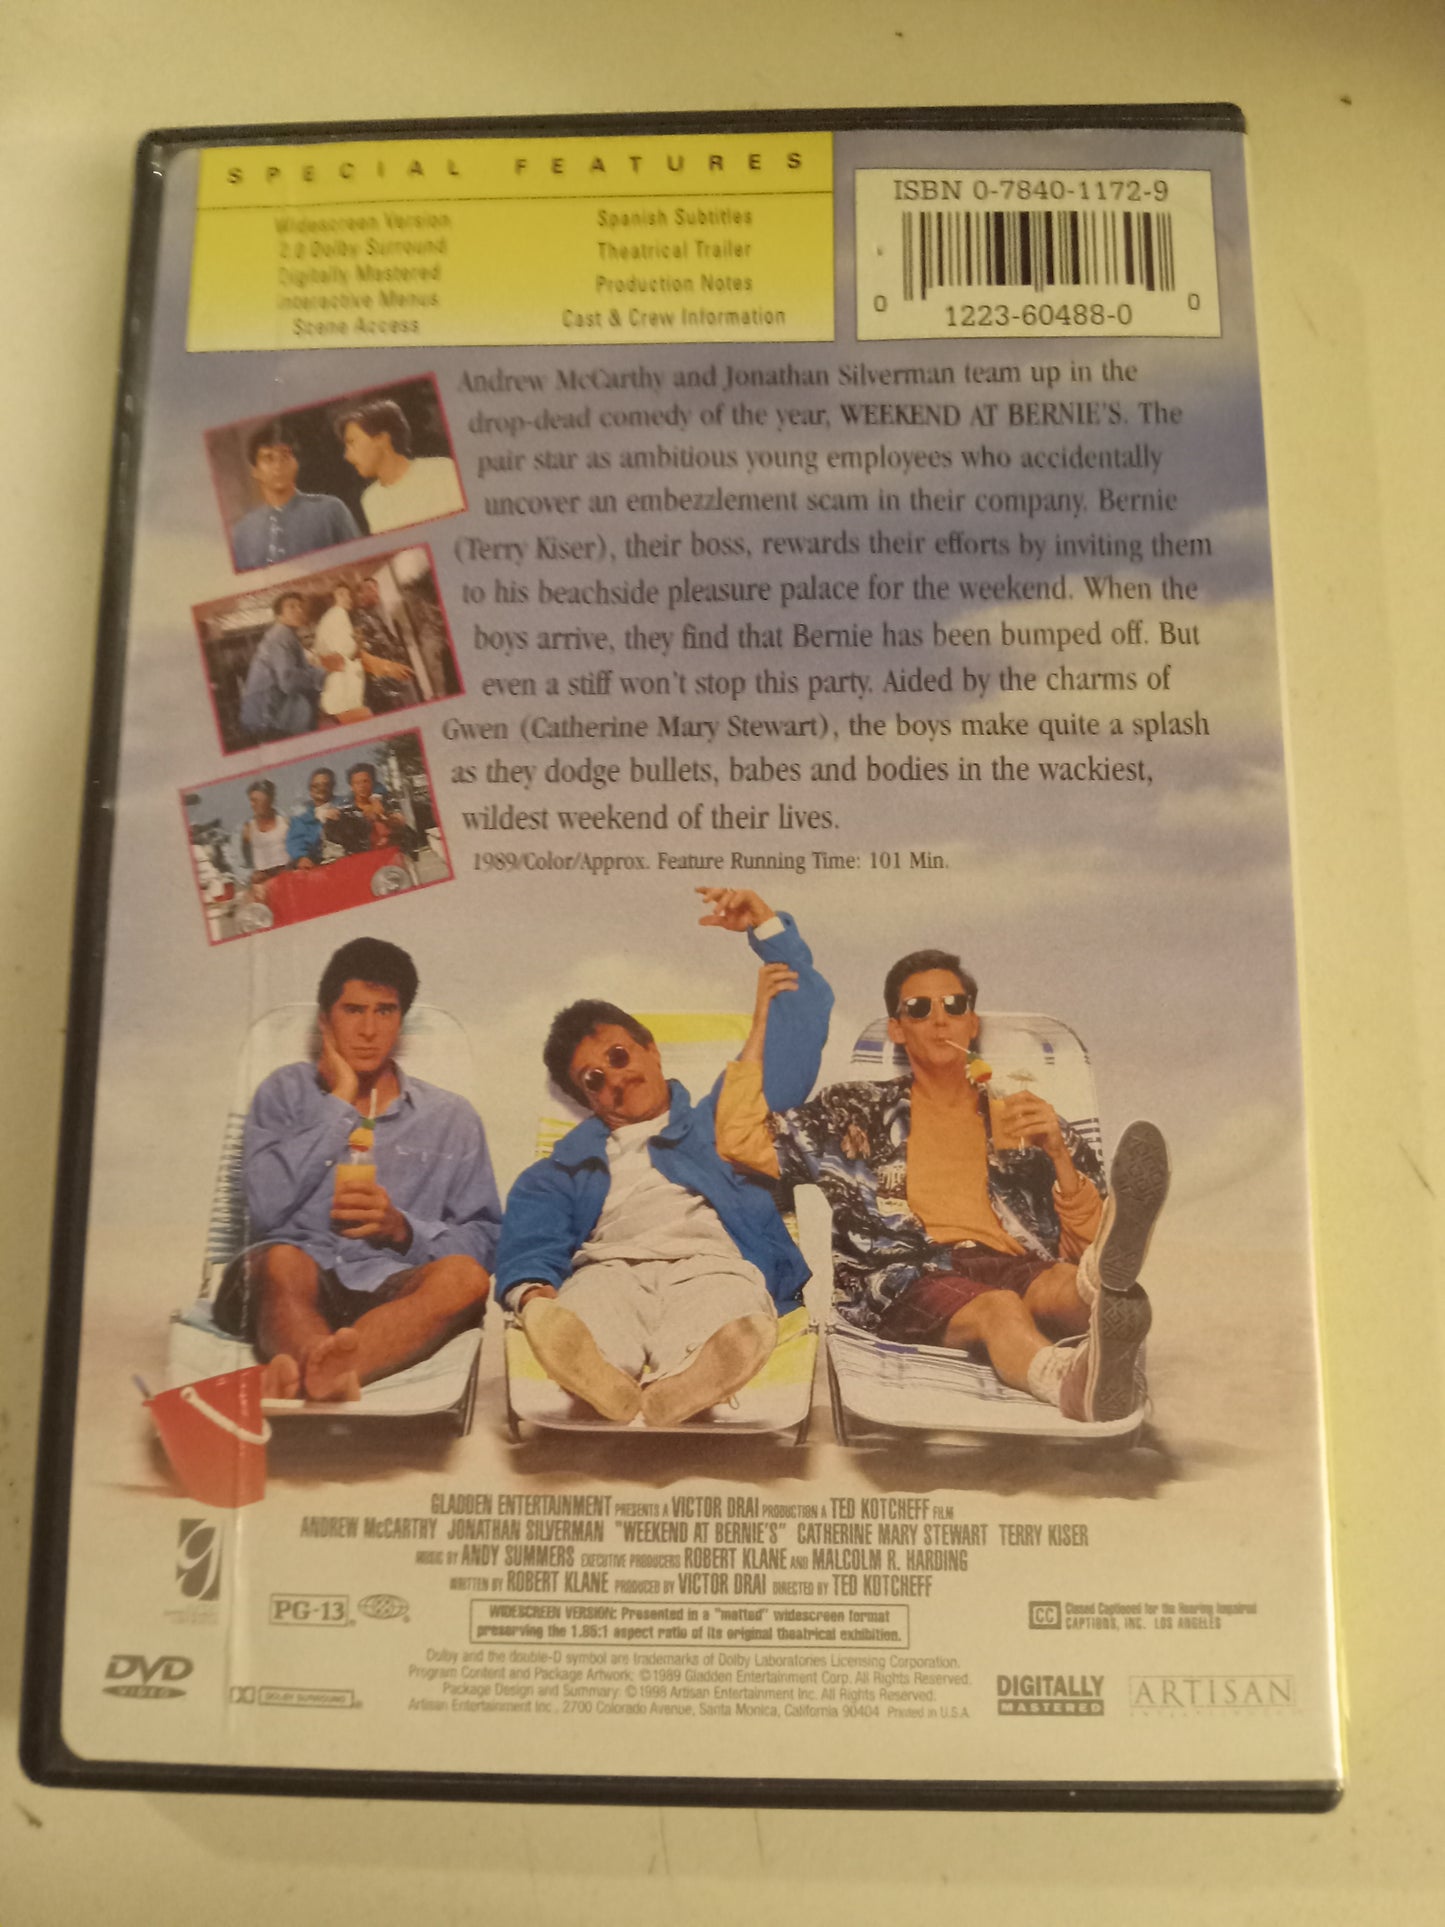 SPECIAL FEATURES
Widescreen Version
2.0 Dolby Surround
Digitally Mastered
Interactive Menus
Scene Access
Spanish Subtitles
Theatrical Trailer
Production Notes
Cast & Crew Information
ISBN 0-7840-1172-9
0 1223-60488-0 0
Andrew McCarthy and Jonathan Silverman team up in the
drop-dead comedy of the year, WEEKEND AT BERNIE'S. The
pair star as ambitious young employees who accidentally
uncover an embezzlement scam in their company. Bernie
(Terry Kiser), their boss, rewards their efforts by inviting them
to his beachside pleasure palace for the weekend. When the
boys arrive, they find that Bernie has been bumped off. But
even a stiff won't stop this party. Aided by the charms of
Gwen (Catherine Mary Stewart), the boys make quite a splash
as they dodge bullets, babes and bodies in the wackiest,
wildest weekend of their lives.
1989/Color/Approx. Feature Running Time: 101 Min.
GLADDEN ENTERTAINMENT PRESENTS A VICTOR DRAI PRODUCTION A TED KOTCHEFF FILM
ANDREW McCARTHY JONATHAN SILVERMAN "WEEKEND AT BERNIE'S" CATHERINE MARY STEWART TERRY KISER
MUSIC BY ANDY SUMMERS EXECUTIVE PRODUCERS ROBERT KLANE AND MALCOLM R. HARDING
WRITTEN BY ROBERT KLANE PRODUCED BY VICTOR DRAI DIRECTED BY TED KOTCHEFF
g
PG-13 ®
WIDESCREEN VERSION: Presented in a "matted" widescreen format
preserving the 1.85:1 aspect ratio of its original theatrical exhibition.
CC Closed Captioned for the Hearing Impaired
CAPTIONS, INC. LOS ANGELES
DVD
VIDEO
DOLBY SURROUND ®
Dolby and the double-D symbol are trademarks of Dolby Laboratories Licensing Corporation.
Program Content and Package Artwork: ©1989 Gladden Entertainment Corp. All Rights Reserved.
Package Design and Summary: ©1998 Artisan Entertainment Inc. All Rights Reserved.
Artisan Entertainment Inc., 2700 Colorado Avenue, Santa Monica, California 90404 Printed in U.S.A.
DIGITALLY
MASTERED
ARTISAN